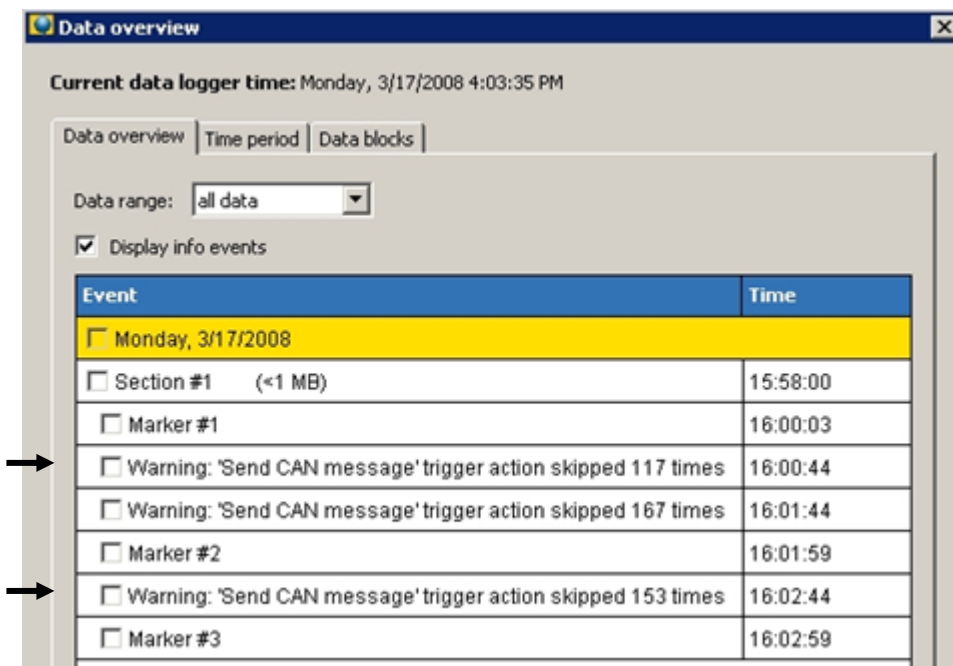 Data overview
Current data logger time: Monday, 3/17/2008 4:03:35 PM
Data overview Time period Data blocks
Data range: all data
Display info events
Event Time
Monday, 3/17/2008
Section #1 (<1 MB) 15:58:00
Marker #1 16:00:03
Warning: 'Send CAN message' trigger action skipped 117 times 16:00:44
Warning: 'Send CAN message' trigger action skipped 167 times 16:01:44
Marker #2 16:01:59
Warning: 'Send CAN message' trigger action skipped 153 times 16:02:44
Marker #3 16:02:59